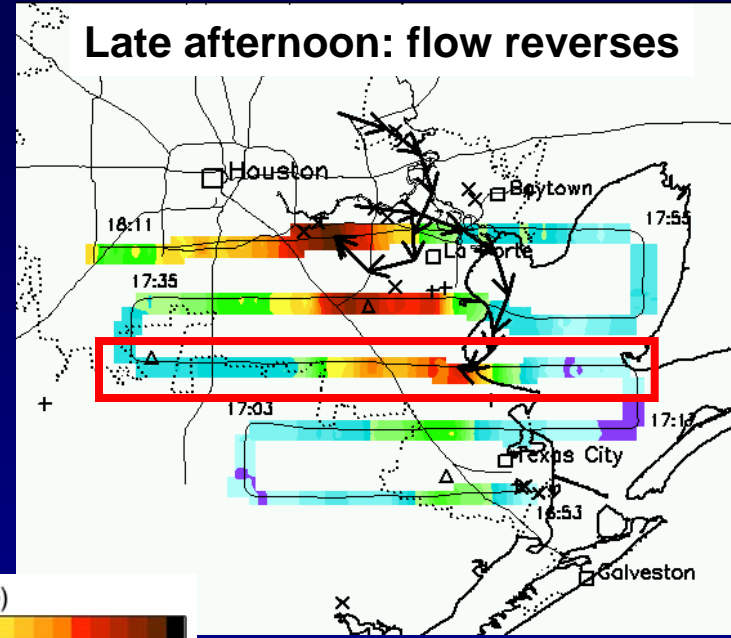 Late afternoon: flow reverses
Houston
Baytown
18:11
17:55
La Porte
17:35
17:03
17:17
Texas City
16:53
Galveston
)